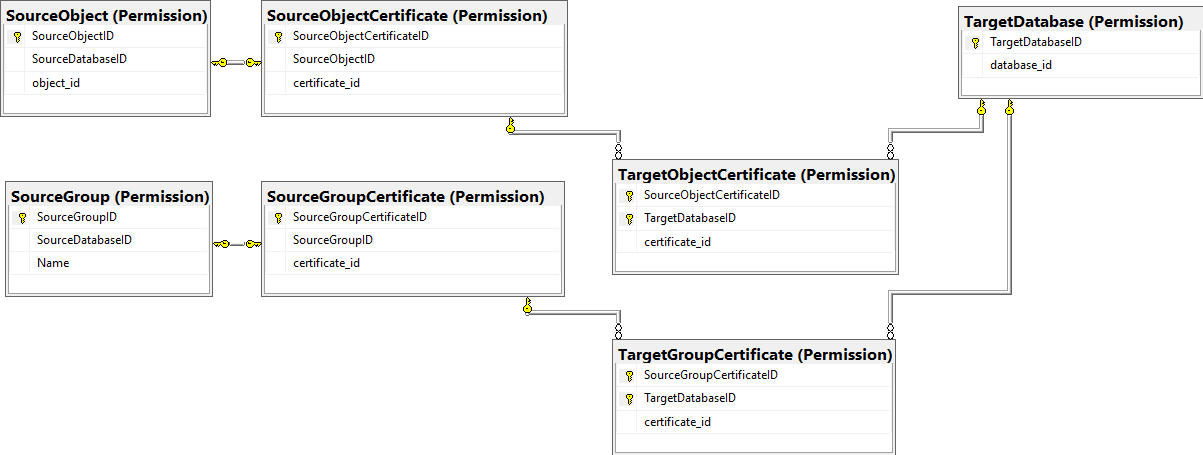 SourceObject (Permission)
SourceObjectID
SourceDatabaseID
object_id
SourceObjectCertificate (Permission)
SourceObjectCertificateID
SourceObjectID
certificate_id
TargetDatabase (Permission)
TargetDatabaseID
database_id
TargetObjectCertificate (Permission)
SourceObjectCertificateID
TargetDatabaseID
certificate_id
SourceGroup (Permission)
SourceGroupID
SourceDatabaseID
Name
SourceGroupCertificate (Permission)
SourceGroupCertificateID
SourceGroupID
certificate_id
TargetGroupCertificate (Permission)
SourceGroupCertificateID
TargetDatabaseID
certificate_id